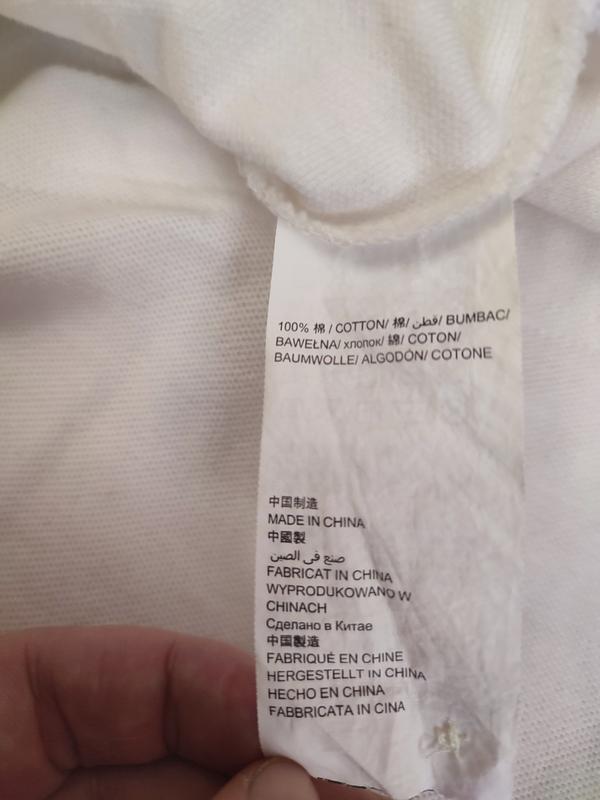 100% 棉 / COTTON/ 棉/ قطن/ BUMBAC/
BAWEŁNA/ хлопок/ 綿/ COTON/
BAUMWOLLE/ ALGODÓN/ COTONE
中国制造
MADE IN CHINA
中國製
صنع في الصين
FABRICAT IN CHINA
WYPRODUKOWANO W
CHINACH
Сделано в Китае
中国製造
FABRIQUÉ EN CHINE
HERGESTELLT IN CHINA
HECHO EN CHINA
FABBRICATA IN CINA